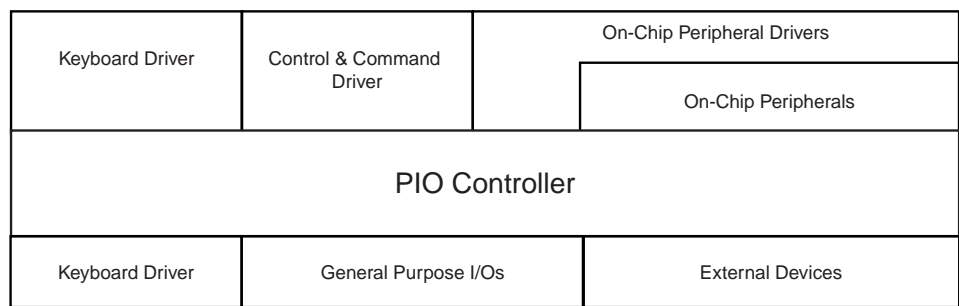 Keyboard Driver
Control & Command
Driver
On-Chip Peripheral Drivers
On-Chip Peripherals
PIO Controller
Keyboard Driver
General Purpose I/Os
External Devices